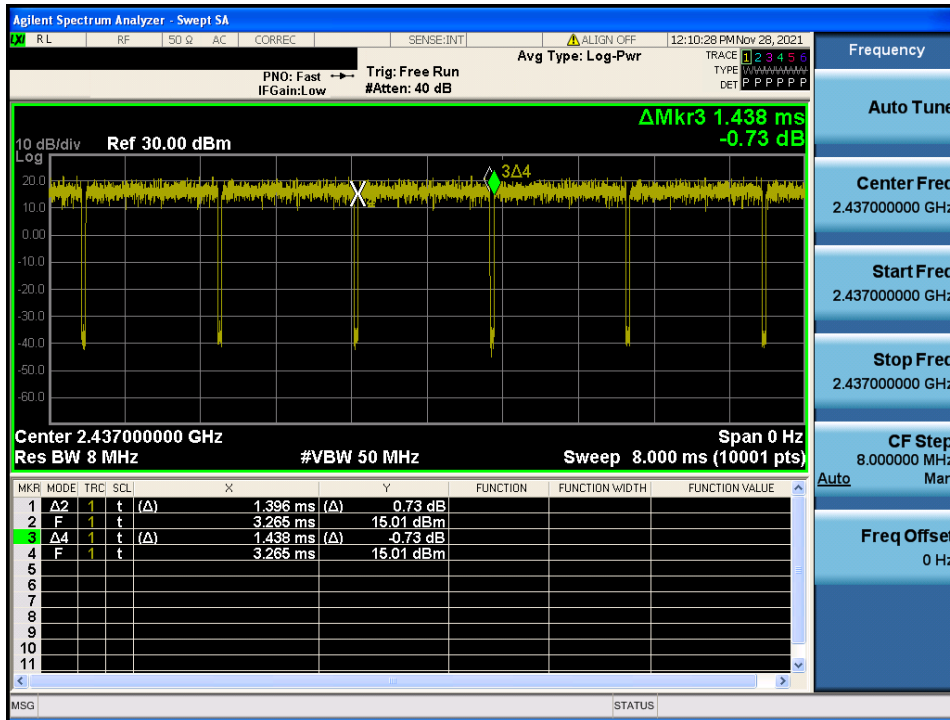 Agilent Spectrum Analyzer - Swept SA
LXI RL RF 50 Ω AC CORREC SENSE:INT ALIGN OFF 12:10:28 PM Nov 28, 2021
Avg Type: Log-Pwr
TRACE 1 2 3 4 5 6
TYPE WWWWWW
DET P P P P P P
PNO: Fast
IFGain:Low
Trig: Free Run
#Atten: 40 dB
Frequency
ΔMkr3 1.438 ms
-0.73 dB
10 dB/div Ref 30.00 dBm
Log
3Δ4
20.0
10.0
0.00
-10.0
-20.0
-30.0
-40.0
-50.0
-60.0
Center 2.437000000 GHz Span 0 Hz
Res BW 8 MHz #VBW 50 MHz Sweep 8.000 ms (10001 pts)
MKR MODE TRC SCL X Y FUNCTION FUNCTION WIDTH FUNCTION VALUE
1 Δ2 1 t (Δ) 1.396 ms (Δ) 0.73 dB
2 F 1 t 3.265 ms 15.01 dBm
3 Δ4 1 t (Δ) 1.438 ms (Δ) -0.73 dB
4 F 1 t 3.265 ms 15.01 dBm
5
6
7
8
9
10
11
MSG STATUS
Auto Tune
Center Freq
2.437000000 GHz
Start Freq
2.437000000 GHz
Stop Freq
2.437000000 GHz
CF Step
8.000000 MHz
Auto Man
Freq Offset
0 Hz